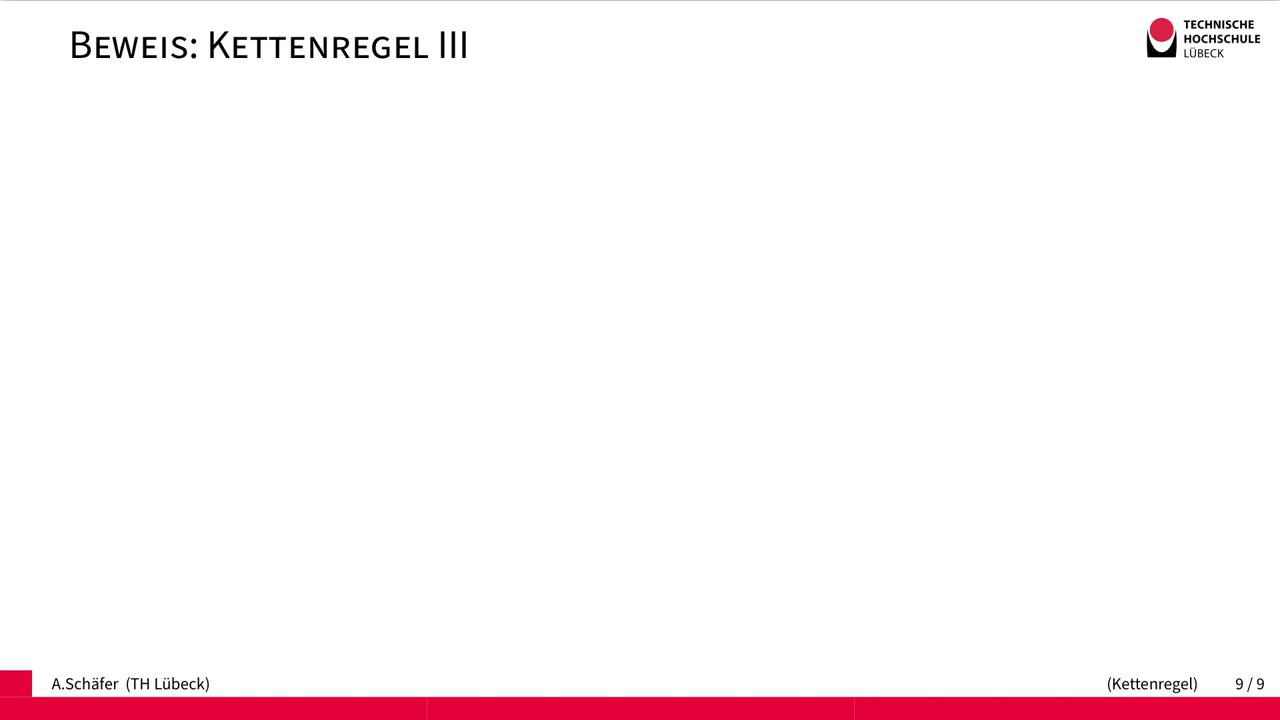 Beweis: Kettenregel III
TECHNISCHE
HOCHSCHULE
LÜBECK
A.Schäfer (TH Lübeck)
(Kettenregel)
9 / 9